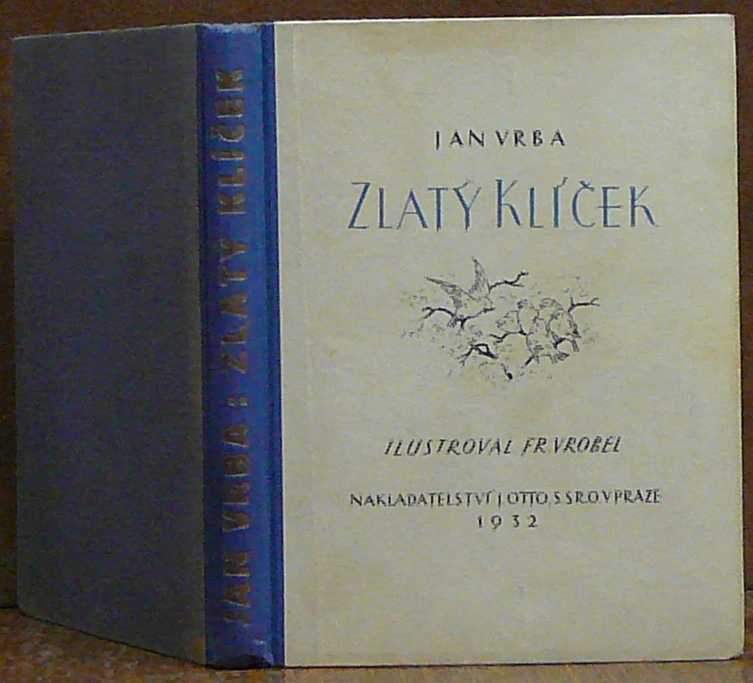 JAN VRBA : ZLATÝ KLÍČEK
JAN VRBA
ZLATÝ KLÍČEK
ILUSTROVAL FR. VROBEL
NAKLADATELSTVÍ J. OTTO, S. S R. O. V PRAZE
1932